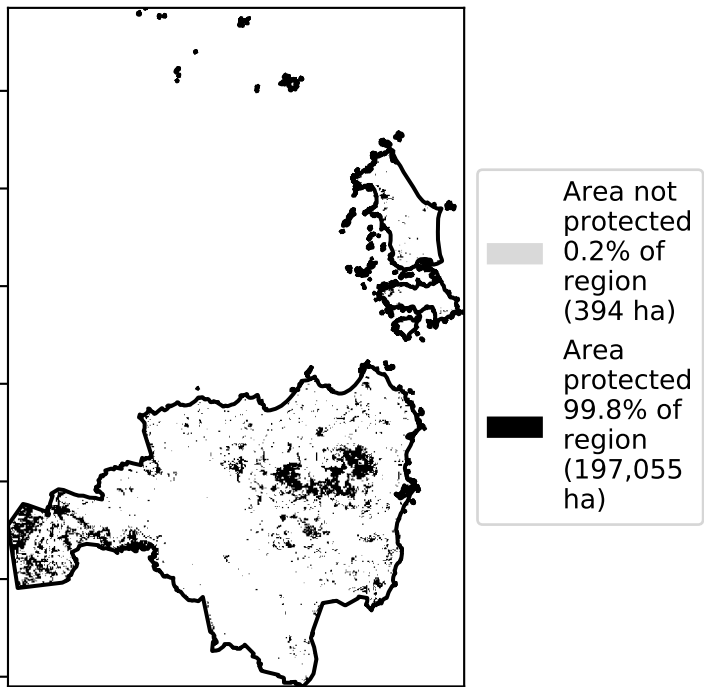 Area not
protected
0.2% of
region
(394 ha)
Area
protected
99.8% of
region
(197,055
ha)